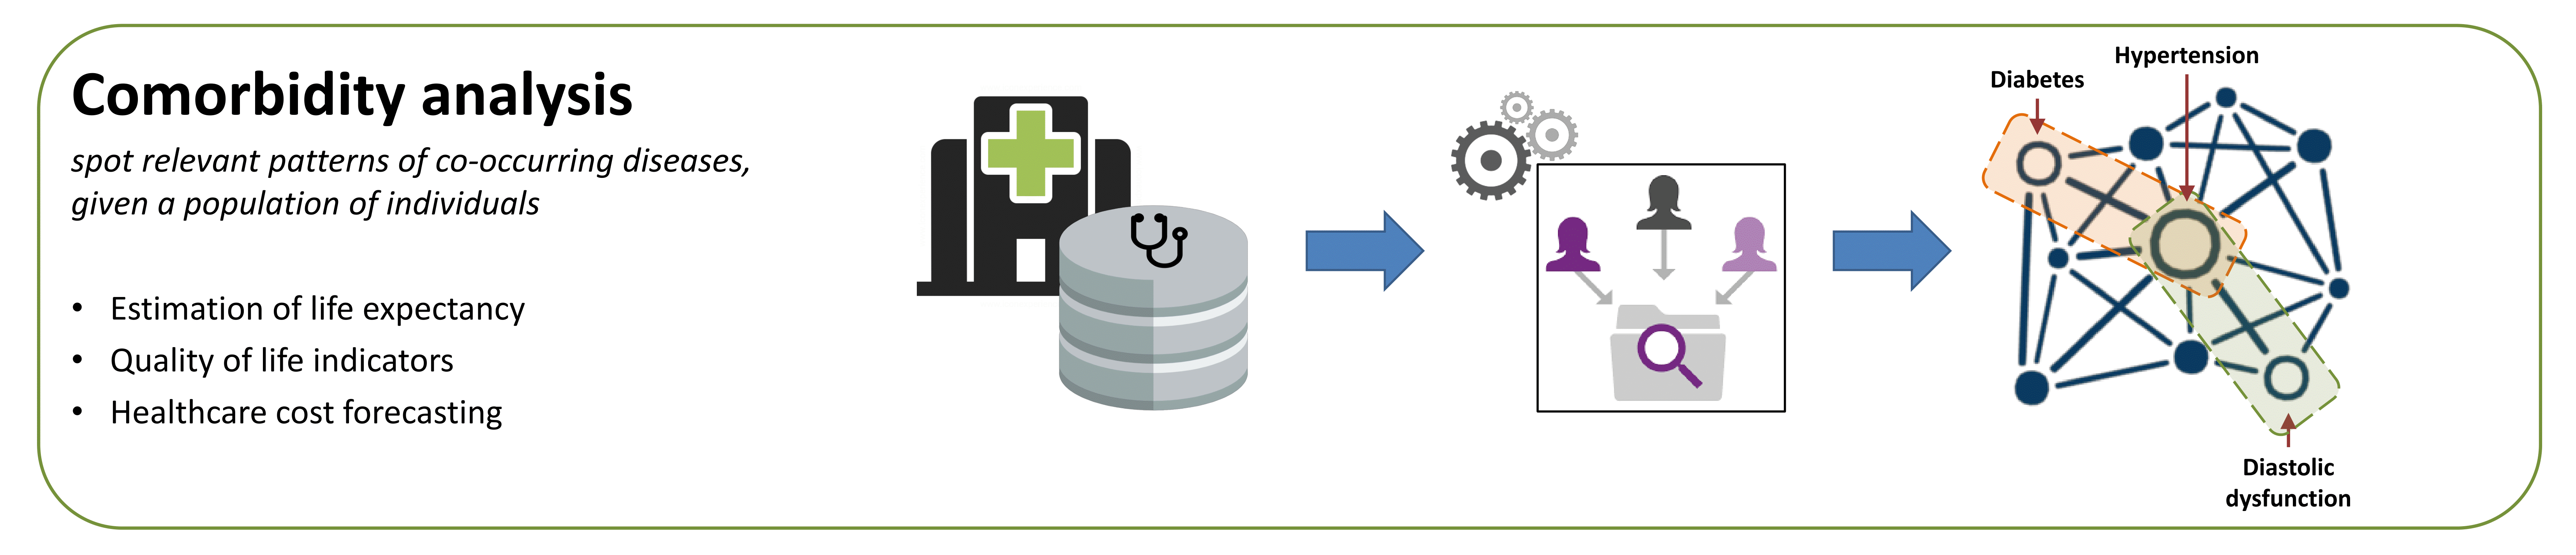 Comorbidity analysis
spot relevant patterns of co-occurring diseases,
given a population of individuals
• Estimation of life expectancy
• Quality of life indicators
• Healthcare cost forecasting
Hypertension
Diabetes
Diastolic
dysfunction